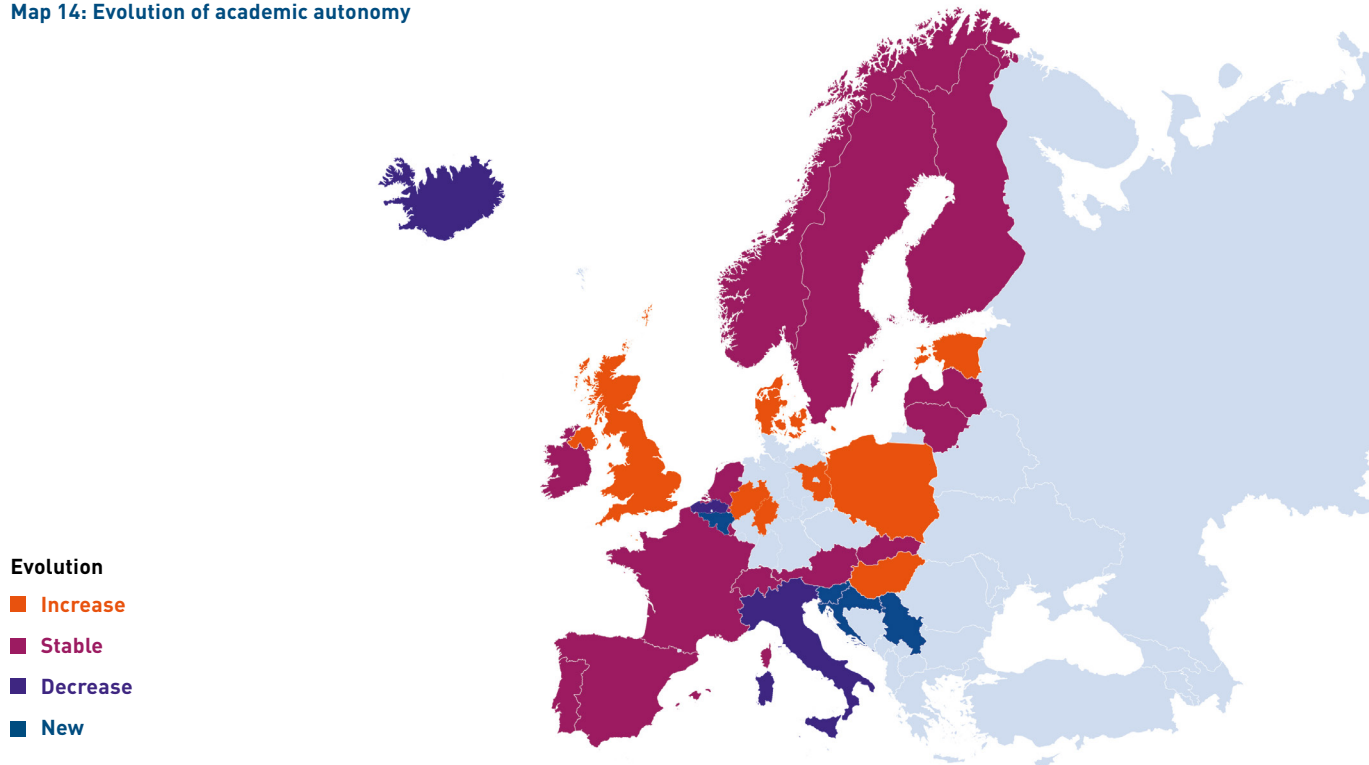 Map 14: Evolution of academic autonomy
Evolution
Increase
Stable
Decrease
New